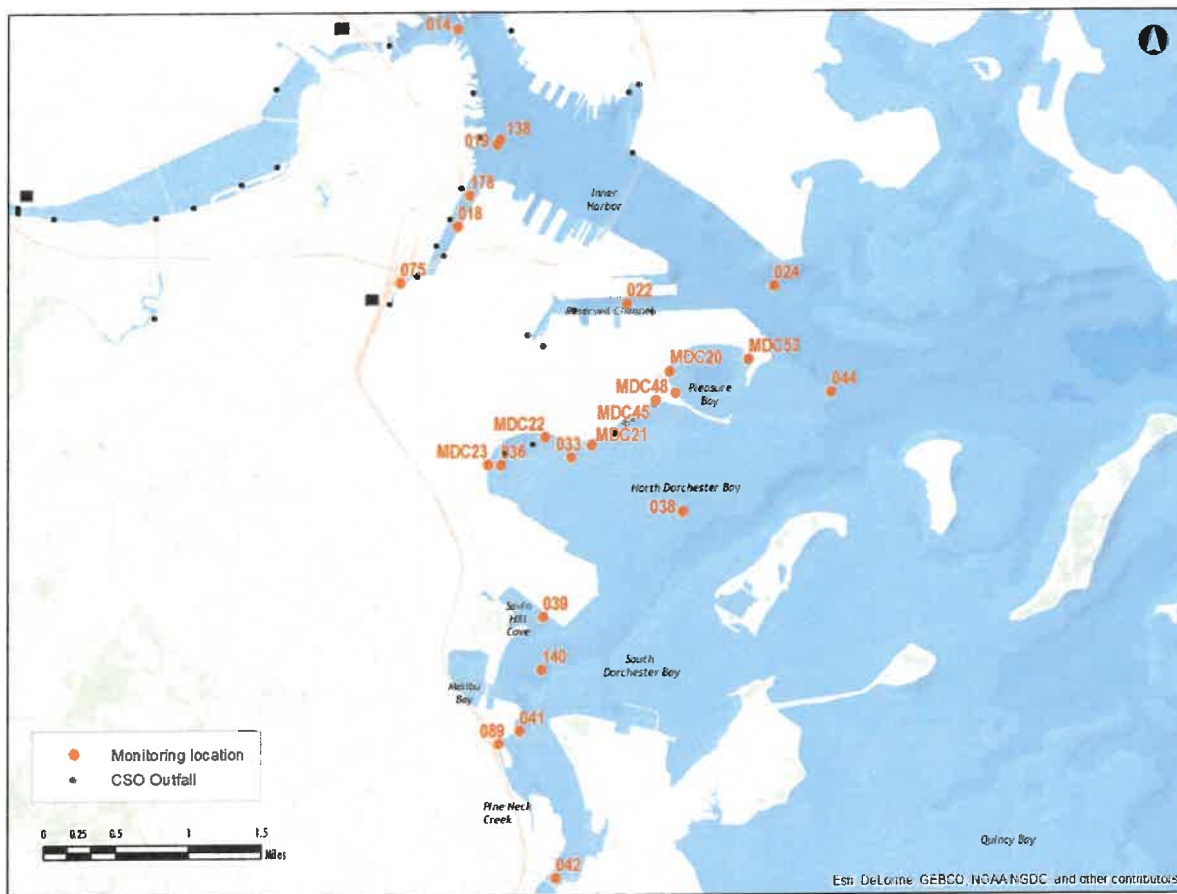 014
138
019
178
Inner
Harbor
018
075
024
022
MDC53
MDC20
044
MDC48
Pleasure
Bay
MDC45
MDC22
MDC21
033
MDC23
036
North Dorchester Bay
038
039
Savin
Hill
Cove
140
South
Dorchester Bay
Malibu
Bay
041
089
Monitoring location
CSO Outfall
Pine Neck
Creek
0 0.25 0.5 1 1.5
Miles
Quincy Bay
042
Esri DeLorme GEBCO, NOAA NGDC and other contributors